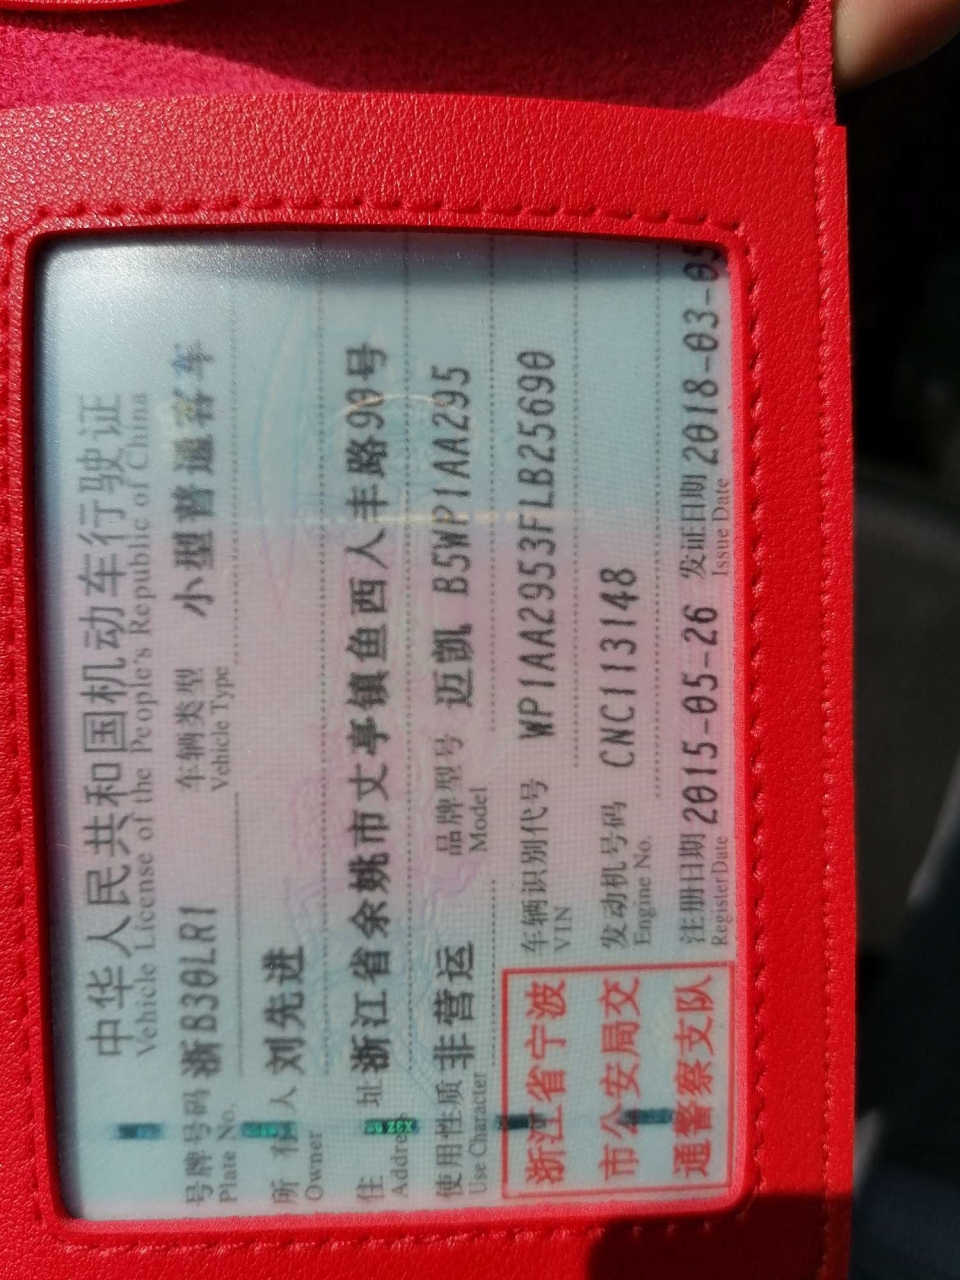 中华人民共和国机动车行驶证
Vehicle License of the People's Republic of China
号牌号码 浙B30LR1 车辆类型 小型普通客车
Plate No. Vehicle Type
所有人 刘先进
Owner
住址 浙江省余姚市丈亭镇鱼西人丰路90号
Address
使用性质 非营运 品牌型号 迈凯 B5WP1AA295
Use Character Model
浙江省宁波
市公安局交
通警察支队
车辆识别代号 WP1AA2953FLB25690
VIN
发动机号码 CNC113148
Engine No.
注册日期 2015-05-26 发证日期 2018-03-05
Register Date Issue Date